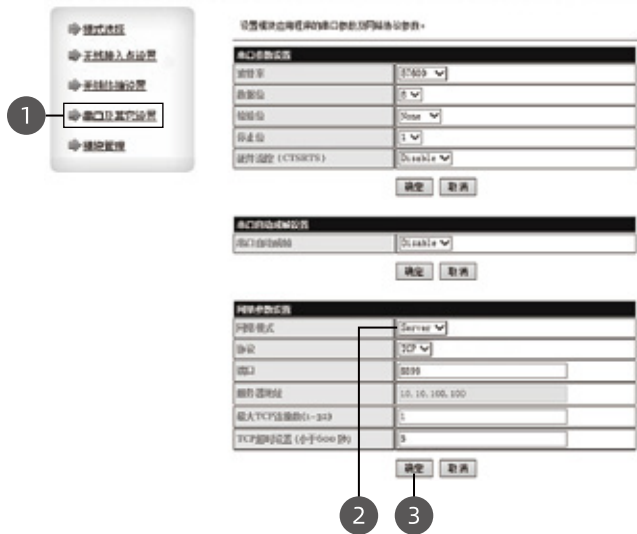 模式选择
无线接入点设置
无线终端设置
1
串口及其它设置
模块管理
设置模块应用程序的串口参数及网络协议参数。
串口参数设置
波特率 57600
数据位 8
检验位 None
停止位 1
硬件流控 (CTSRTS) Disable
确定 取消
串口自动成帧设置
串口自动成帧 Disable
确定 取消
网络参数设置
网络模式 Server
协议 TCP
端口 8899
服务器地址 10.10.100.100
最大TCP连接数(1~32) 1
TCP超时设置 (小于600 秒)
确定 取消
2
3